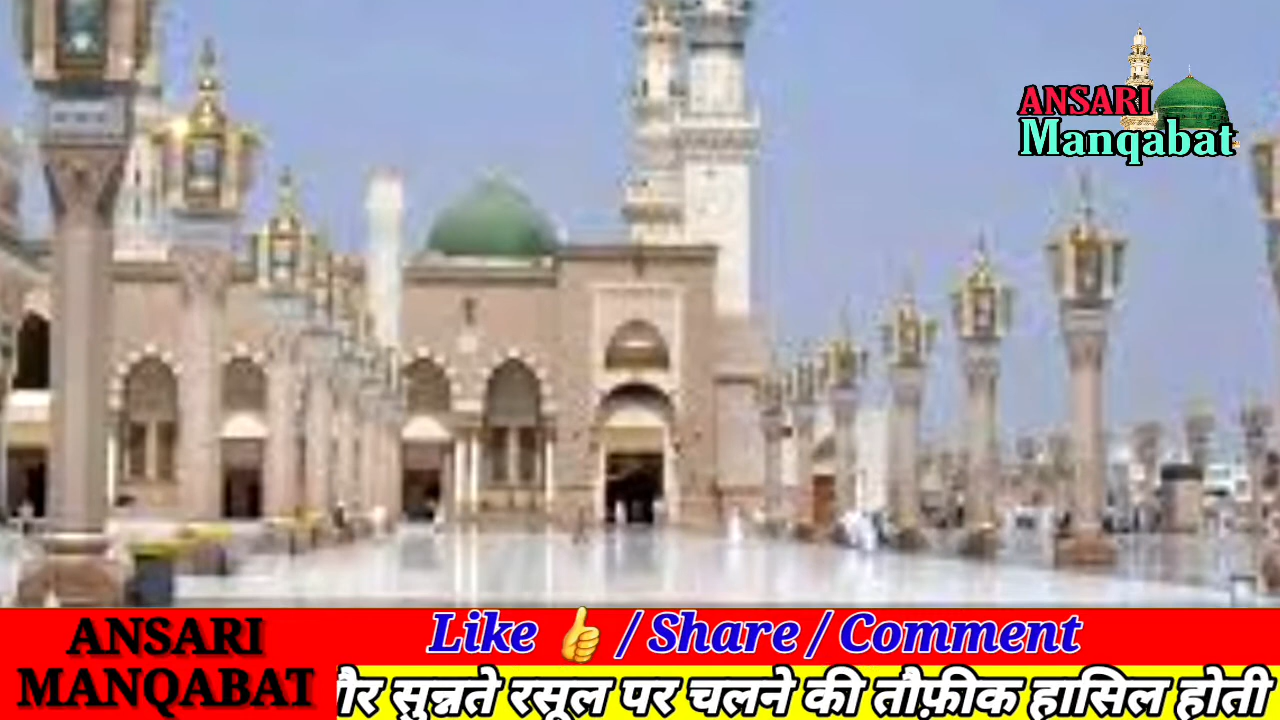 ANSARI
Manqabat
ANSARI
MANQABAT
Like 👍 / Share / Comment
सुन्नते रसूल पर चलने की तौफ़ीक हासिल होती